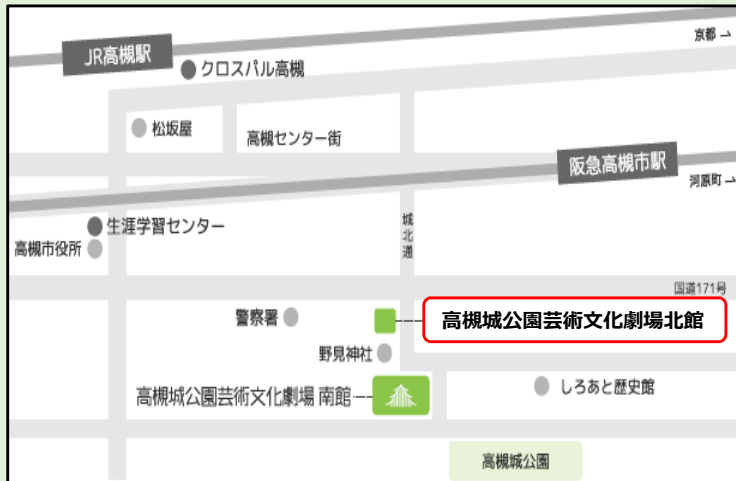 京都→
JR高槻駅
クロスパル高槻
松坂屋
高槻センター街
阪急高槻市駅
河原町→
生涯学習センター
城北通
高槻市役所
国道171号
警察署
高槻城公園芸術文化劇場北館
野見神社
しろあと歴史館
高槻城公園芸術文化劇場 南館
高槻城公園